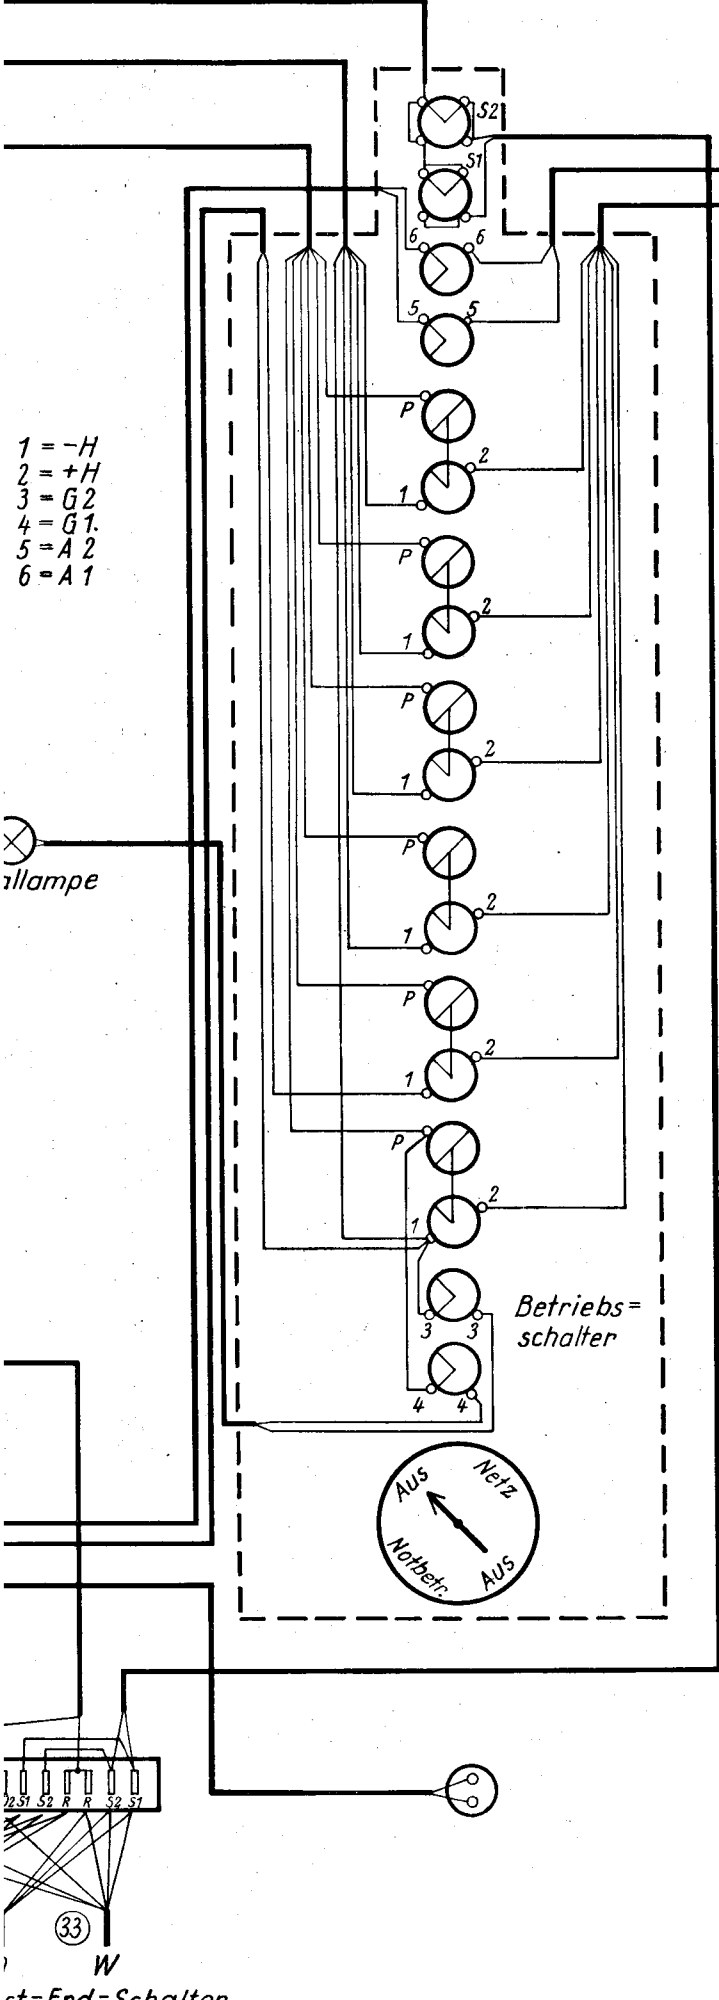 S2
S1
6 6
5 5
P
2
1
1 = -H
2 = +H
3 = G2
4 = G1.
5 = A2
6 = A1
P
2
1
P
2
1
P
2
1
allampe
P
2
1
P
2
1
3 3
Betriebs=
schalter
4 4
Aus Netz
Notbetr. Aus
2 S1 S2 R R S2 S1
33
W
st=End=Schalter